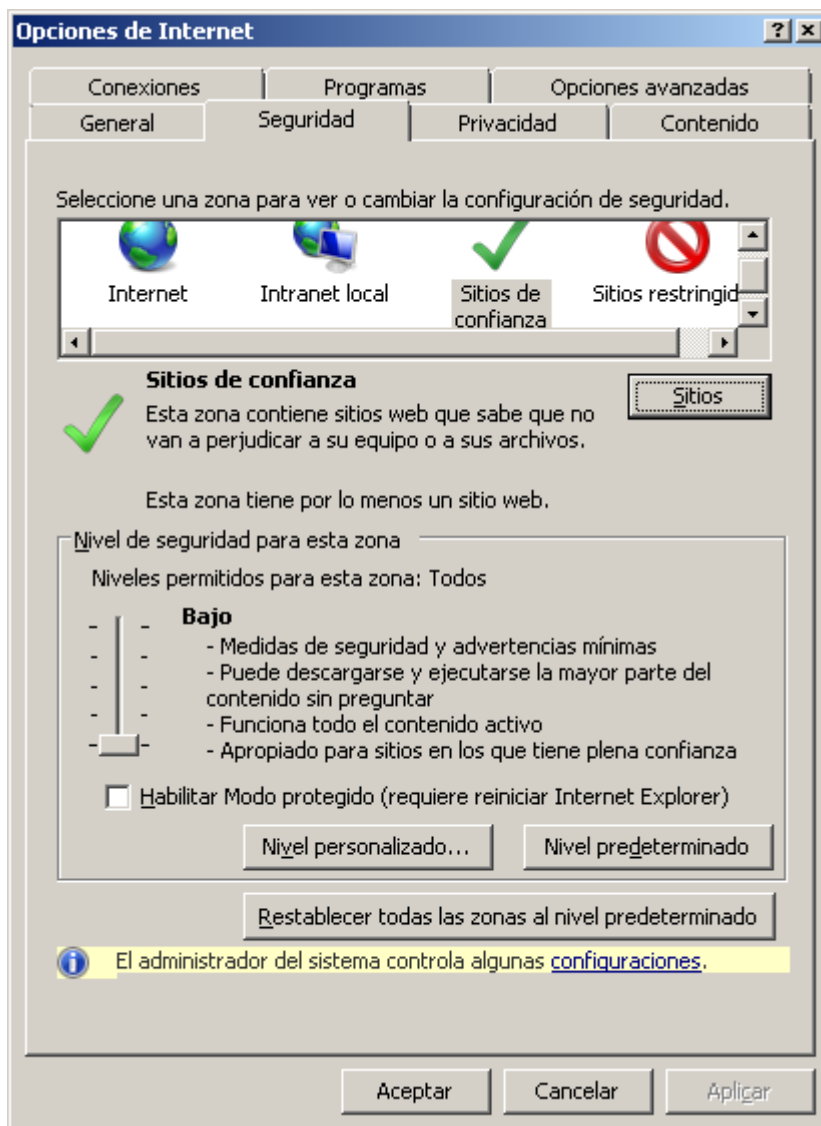 Opciones de Internet
Conexiones Programas Opciones avanzadas
General Seguridad Privacidad Contenido
Seleccione una zona para ver o cambiar la configuración de seguridad.
Internet Intranet local Sitios de confianza Sitios restringid
Sitios de confianza
Sitios
Esta zona contiene sitios web que sabe que no
van a perjudicar a su equipo o a sus archivos.
Esta zona tiene por lo menos un sitio web.
Nivel de seguridad para esta zona
Niveles permitidos para esta zona: Todos
Bajo
- Medidas de seguridad y advertencias mínimas
- Puede descargarse y ejecutarse la mayor parte del
contenido sin preguntar
- Funciona todo el contenido activo
- Apropiado para sitios en los que tiene plena confianza
Habilitar Modo protegido (requiere reiniciar Internet Explorer)
Nivel personalizado... Nivel predeterminado
Restablecer todas las zonas al nivel predeterminado
El administrador del sistema controla algunas configuraciones.
Aceptar Cancelar Aplicar